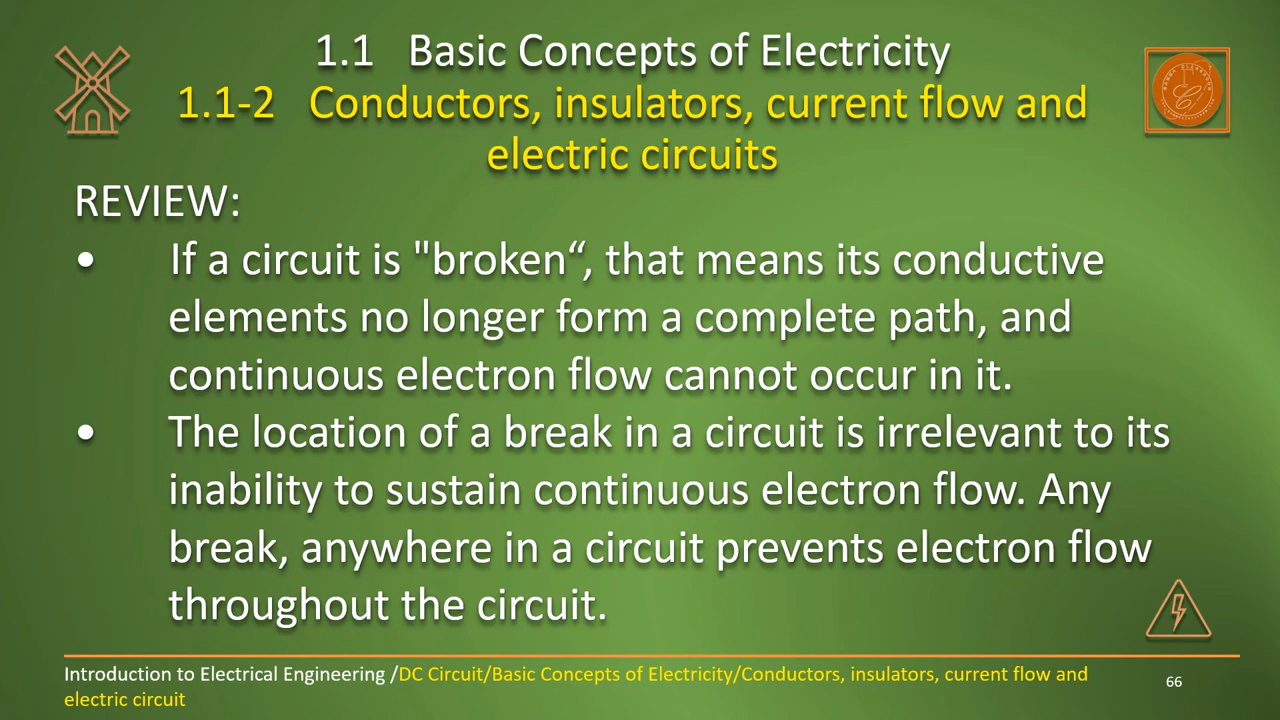 1.1 Basic Concepts of Electricity
1.1-2 Conductors, insulators, current flow and
electric circuits
REVIEW:
• If a circuit is "broken“, that means its conductive
elements no longer form a complete path, and
continuous electron flow cannot occur in it.
• The location of a break in a circuit is irrelevant to its
inability to sustain continuous electron flow. Any
break, anywhere in a circuit prevents electron flow
throughout the circuit.
Introduction to Electrical Engineering /DC Circuit/Basic Concepts of Electricity/Conductors, insulators, current flow and
electric circuit
66